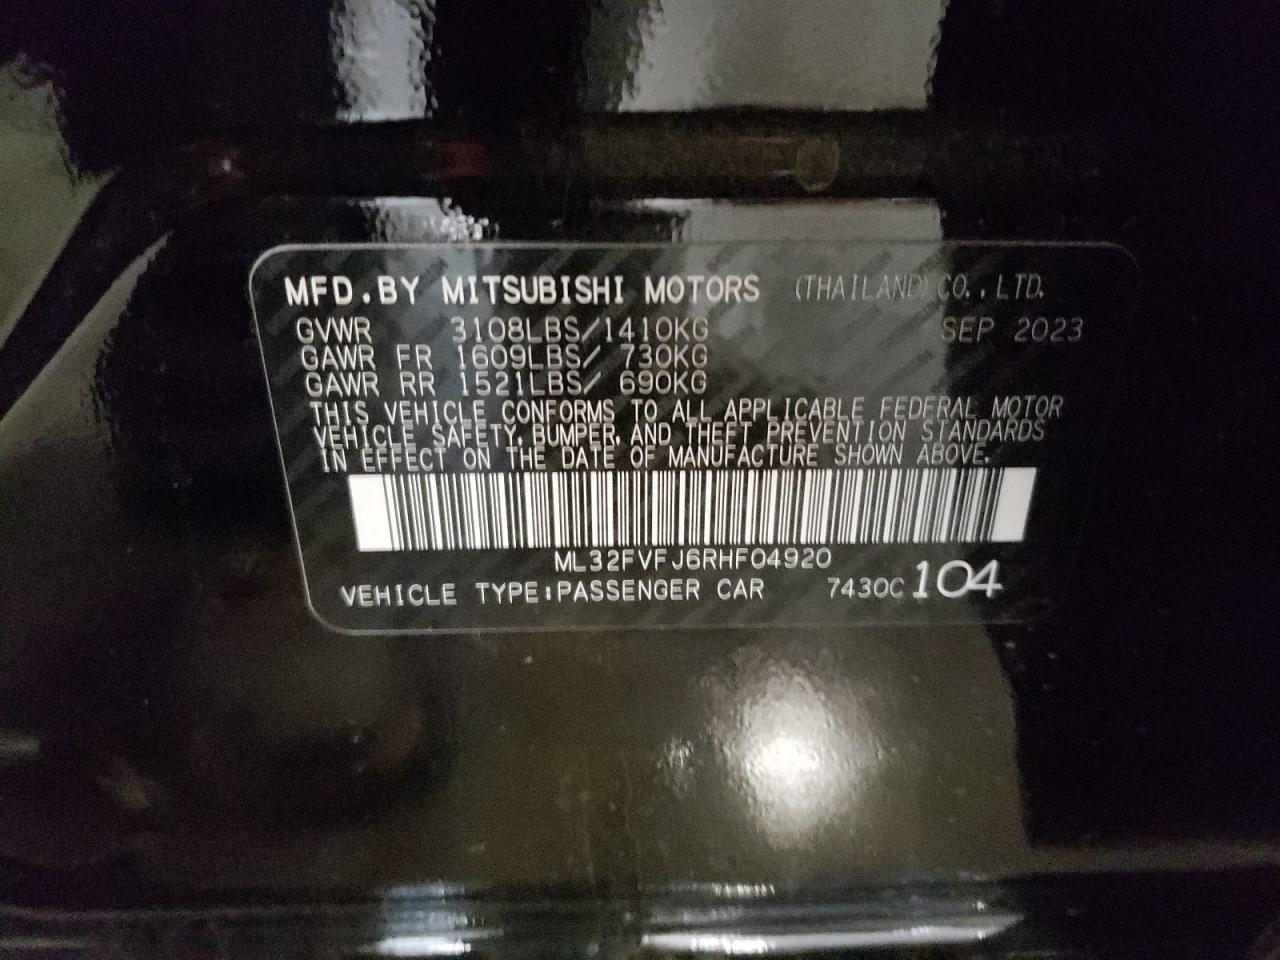 MFD.BY MITSUBISHI MOTORS (THAILAND) CO., LTD.
GVWR 3108LBS/1410KG SEP 2023
GAWR FR 1609LBS/ 730KG
GAWR RR 1521LBS/ 690KG
THIS VEHICLE CONFORMS TO ALL APPLICABLE FEDERAL MOTOR
VEHICLE SAFETY, BUMPER, AND THEFT PREVENTION STANDARDS
IN EFFECT ON THE DATE OF MANUFACTURE SHOWN ABOVE.
ML32FVFJ6RHF04920
VEHICLE TYPE:PASSENGER CAR 7430C 104